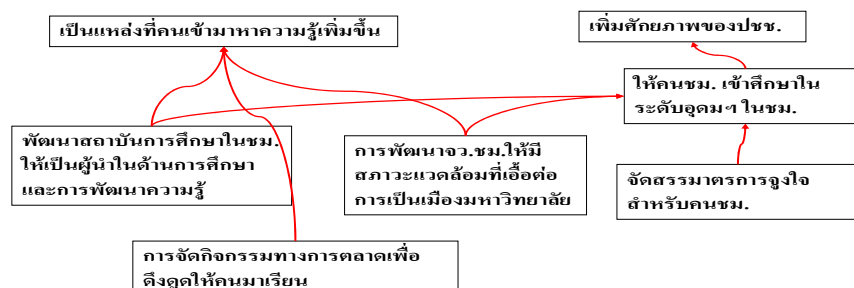 เป็นแหล่งที่คนเข้ามาหาความรู้เพิ่มขึ้น
เพิ่มศักยภาพของปชช.
ให้คนชม. เข้าศึกษาใน
ระดับอุดมฯ ในชม.
พัฒนาสถาบันการศึกษาในชม.
ให้เป็นผู้นำในด้านการศึกษา
และการพัฒนาความรู้
การพัฒนาจว.ชม.ให้มี
สภาวะแวดล้อมที่เอื้อต่อ
การเป็นเมืองมหาวิทยาลัย
จัดสรรมาตรการจูงใจ
สำหรับคนชม.
การจัดกิจกรรมทางการตลาดเพื่อ
ดึงดูดให้คนมาเรียน